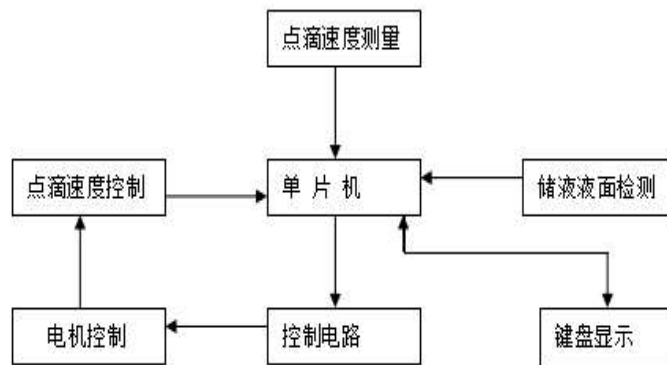 点滴速度测量
点滴速度控制
单 片 机
储液液面检测
电机控制
控制电路
键盘显示